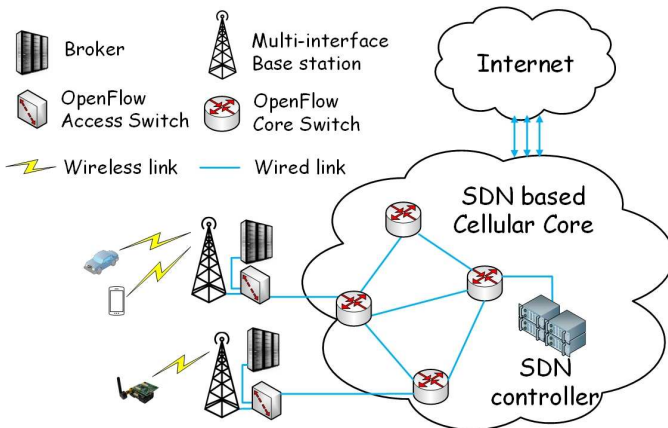 Broker
Multi-interface
Base station
Internet
OpenFlow
Access Switch
OpenFlow
Core Switch
Wireless link
Wired link
SDN based
Cellular Core
SDN
controller